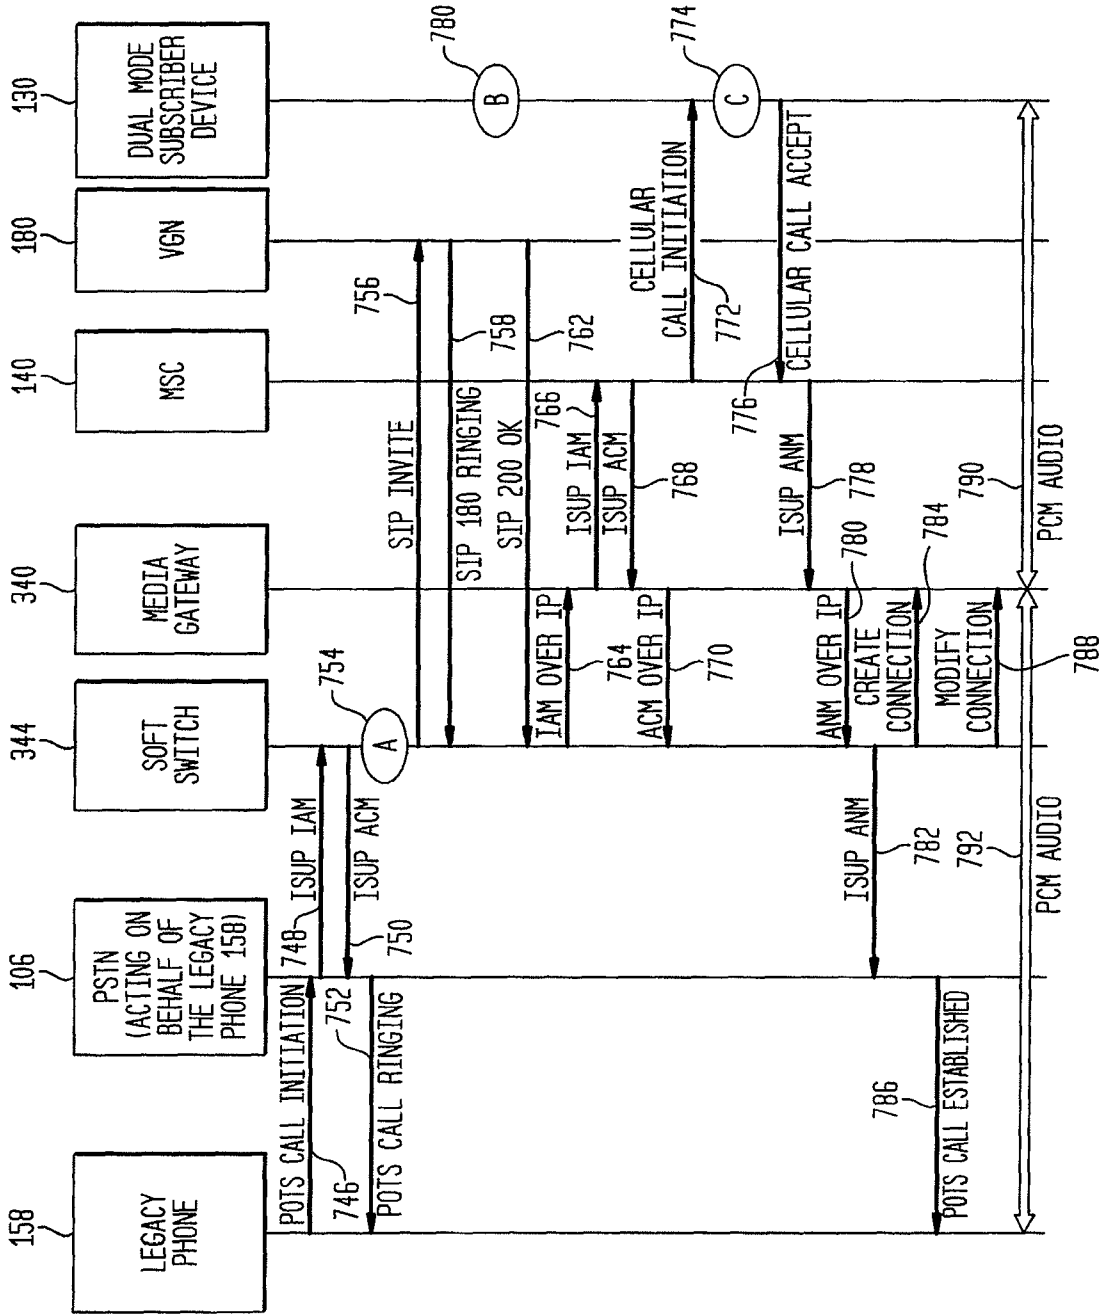 158
LEGACY
PHONE
106
PSTN
(ACTING ON
BEHALF OF
THE LEGACY
PHONE 158)
344
SOFT
SWITCH
340
MEDIA
GATEWAY
140
MSC
180
VGN
130
DUAL MODE
SUBSCRIBER
DEVICE
POTS CALL INITIATION
746
748
ISUP IAM
ISUP ACM
750
752
POTS CALL RINGING
A
754
SIP INVITE
756
758
SIP 180 RINGING
B
780
SIP 200 OK
762
IAM OVER IP
764
ISUP IAM
766
ISUP ACM
768
ACM OVER IP
770
CELLULAR
CALL INITIATION
772
C
774
776
CELLULAR CALL ACCEPT
ISUP ANM
778
ANM OVER IP
780
ISUP ANM
782
CREATE
CONNECTION
784
786
POTS CALL ESTABLISHED
MODIFY
CONNECTION
788
790
PCM AUDIO
792
PCM AUDIO